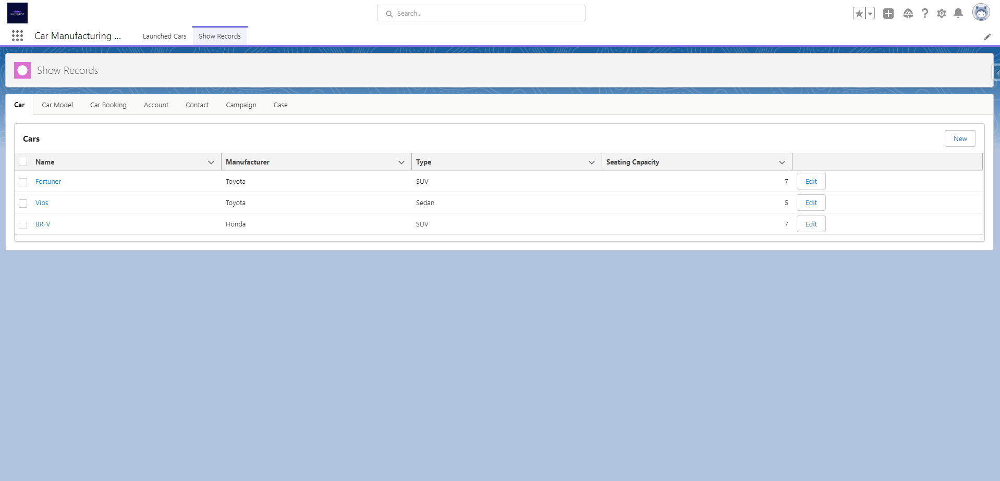 AUTORENT
Search...
Car Manufacturing ...
Launched Cars
Show Records
Show Records
Car
Car Model
Car Booking
Account
Contact
Campaign
Case
Cars
New
Name
Manufacturer
Type
Seating Capacity
Fortuner
Toyota
SUV
7
Edit
Vios
Toyota
Sedan
5
Edit
BR-V
Honda
SUV
7
Edit